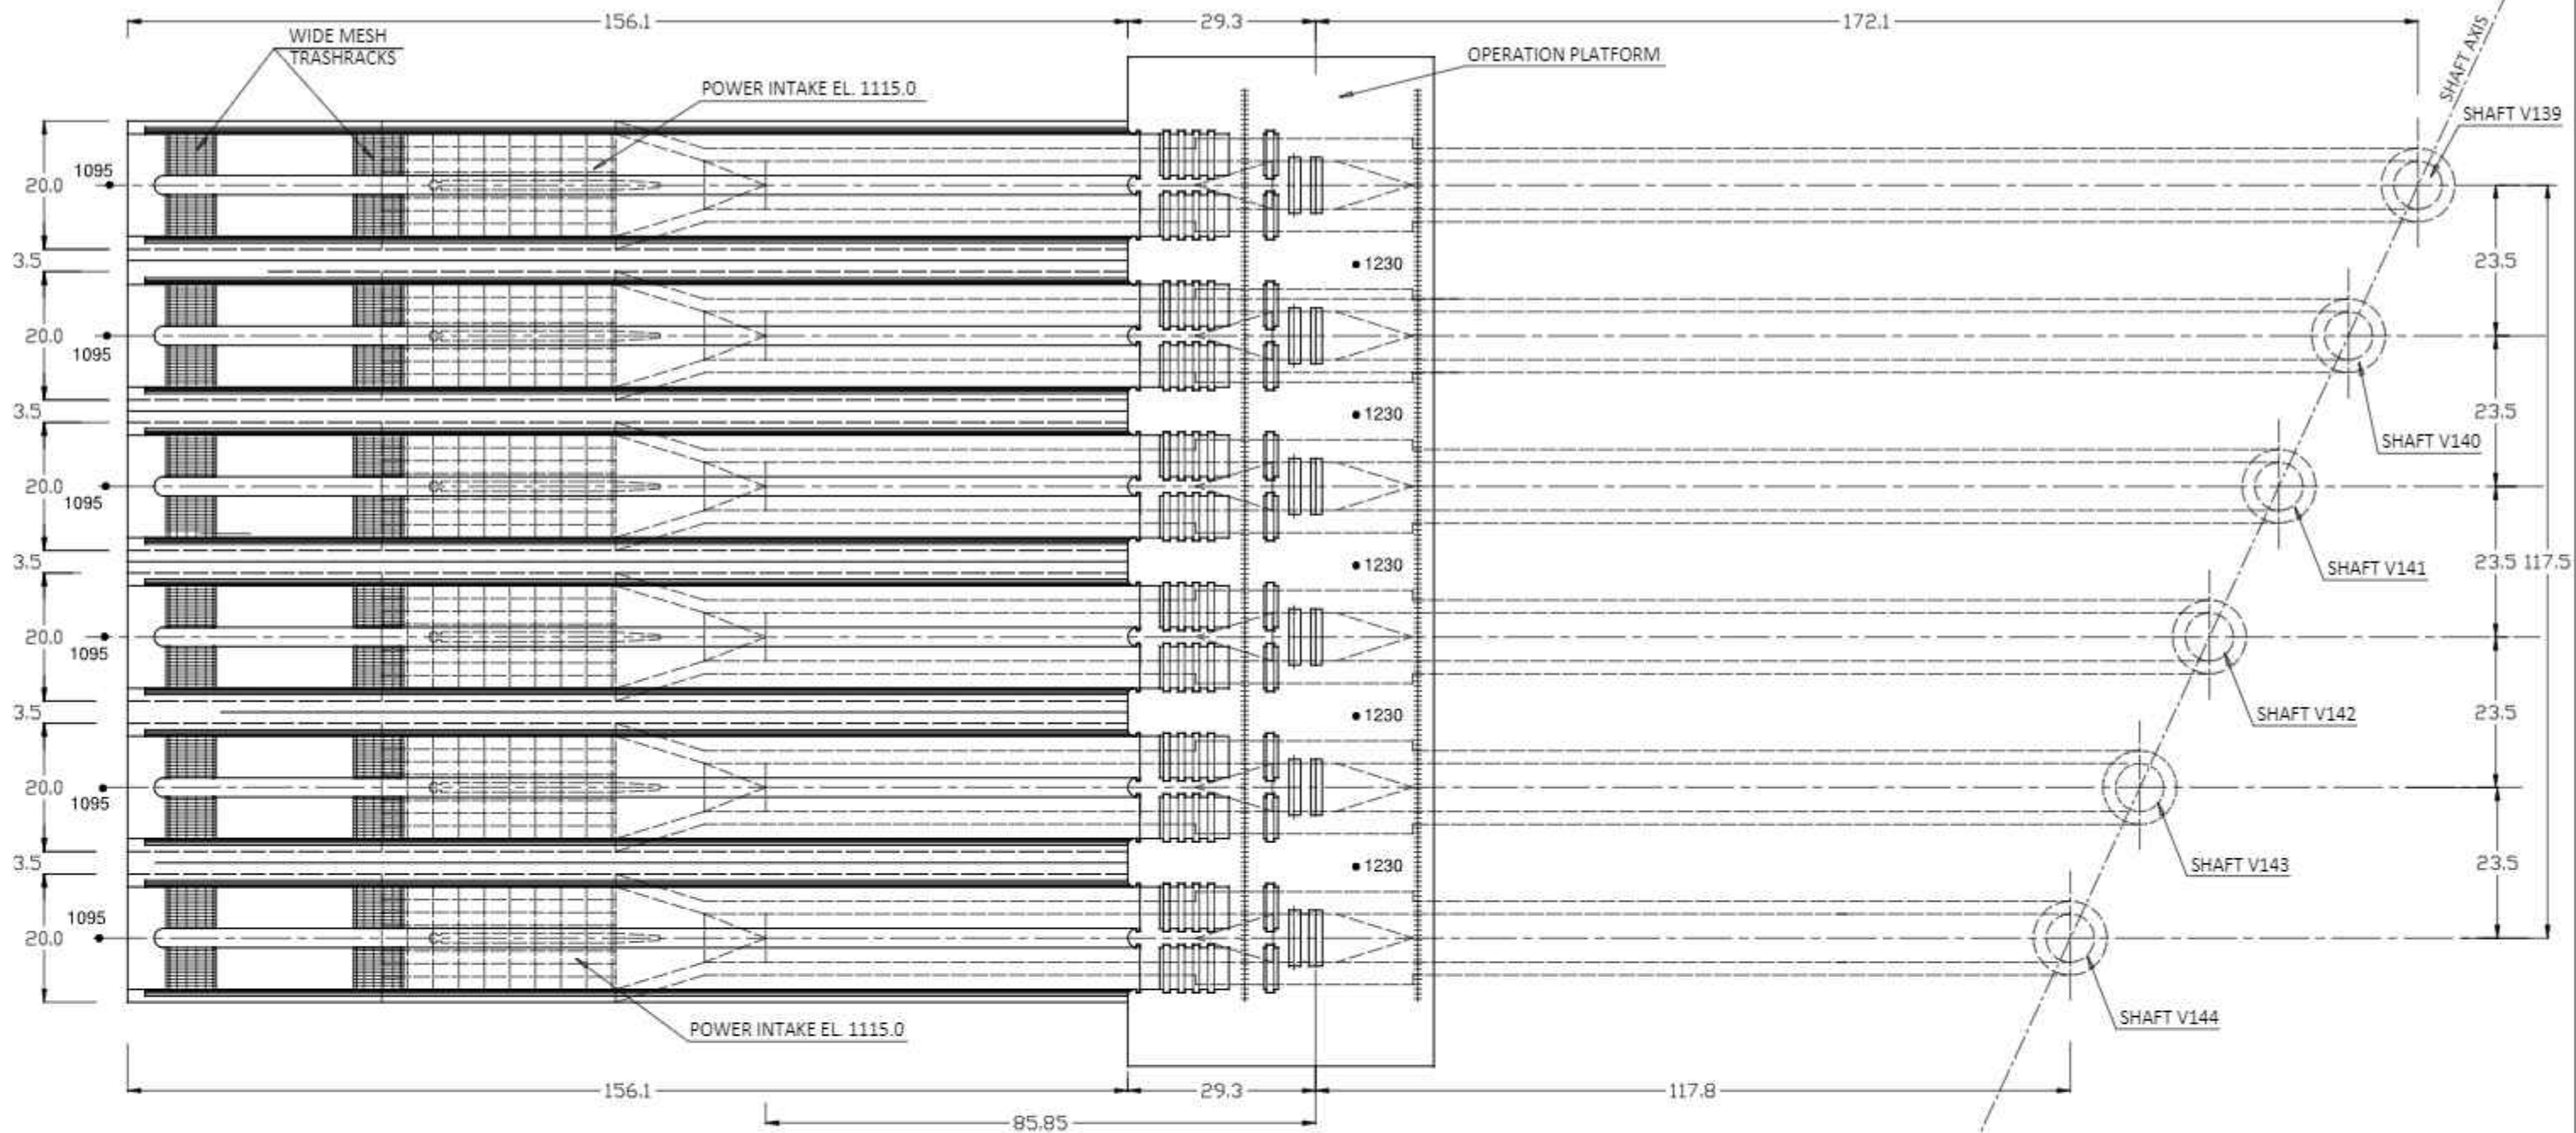 156.1
29.3
172.1
WIDE MESH
TRASHRACKS
OPERATION PLATFORM
SHAFT AXIS
POWER INTAKE EL. 1115.0
SHAFT V139
1095
20.0
3.5
1230
23.5
20.0
1095
3.5
1230
SHAFT V140
23.5
20.0
1095
3.5
1230
SHAFT V141
23.5
117.5
20.0
1095
3.5
1230
SHAFT V142
23.5
20.0
1095
3.5
1230
SHAFT V143
23.5
1095
20.0
SHAFT V144
POWER INTAKE EL. 1115.0
156.1
29.3
117.8
85.85